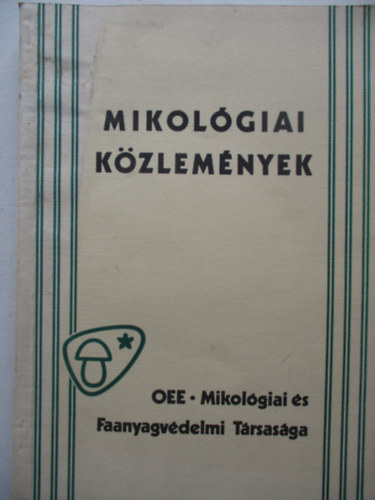 MIKOLÓGIAI
KÖZLEMÉNYEK
OEE • Mikológiai és
Faanyagvédelmi Társasága